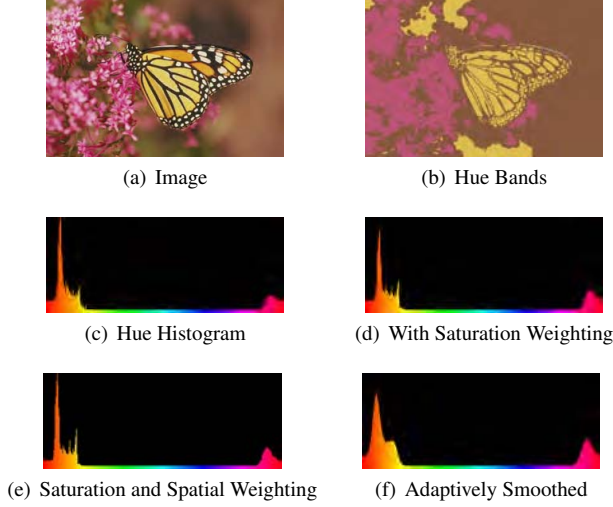 (a) Image
(b) Hue Bands
(c) Hue Histogram
(d) With Saturation Weighting
(e) Saturation and Spatial Weighting
(f) Adaptively Smoothed